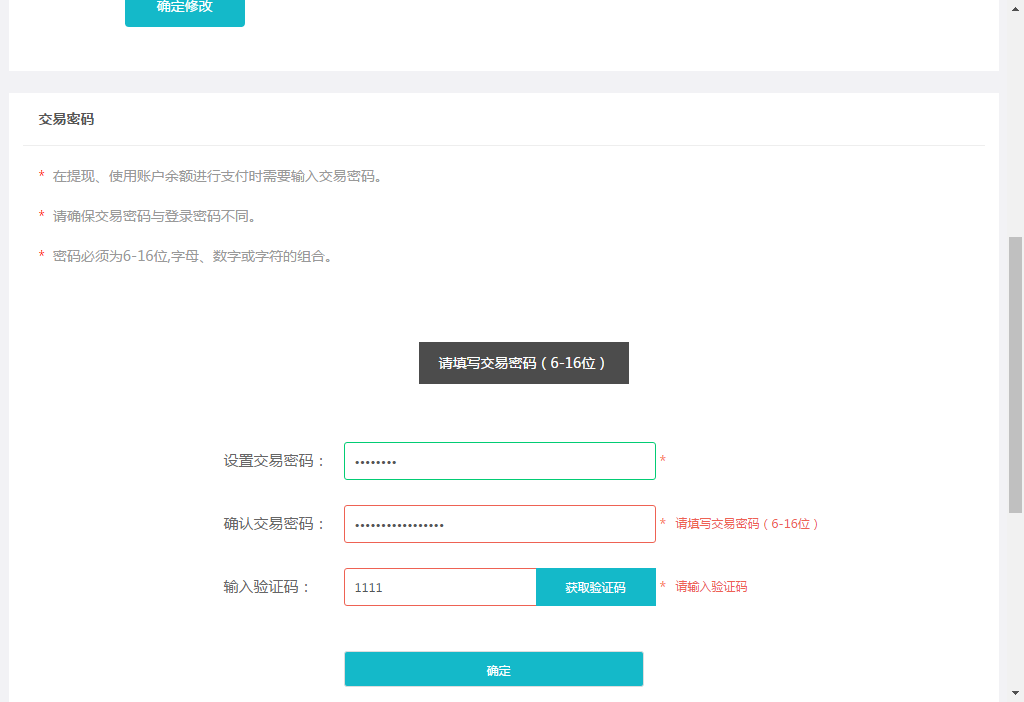 确定修改
交易密码
* 在提现、使用账户余额进行支付时需要输入交易密码。
* 请确保交易密码与登录密码不同。
* 密码必须为6-16位,字母、数字或字符的组合。
请填写交易密码（6-16位）
设置交易密码： •••••••• *
确认交易密码： ••••••••••••••••• * 请填写交易密码（6-16位）
输入验证码： 1111 获取验证码 * 请输入验证码
确定